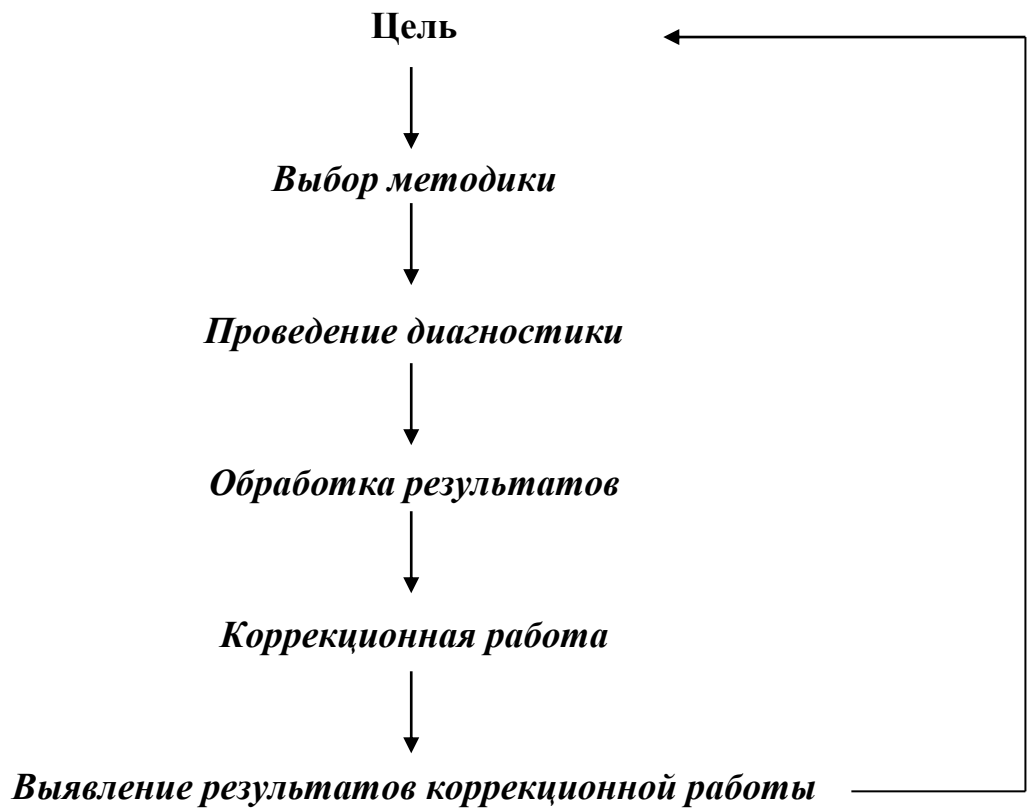 Цель
Выбор методики
Проведение диагностики
Обработка результатов
Коррекционная работа
Выявление результатов коррекционной работы